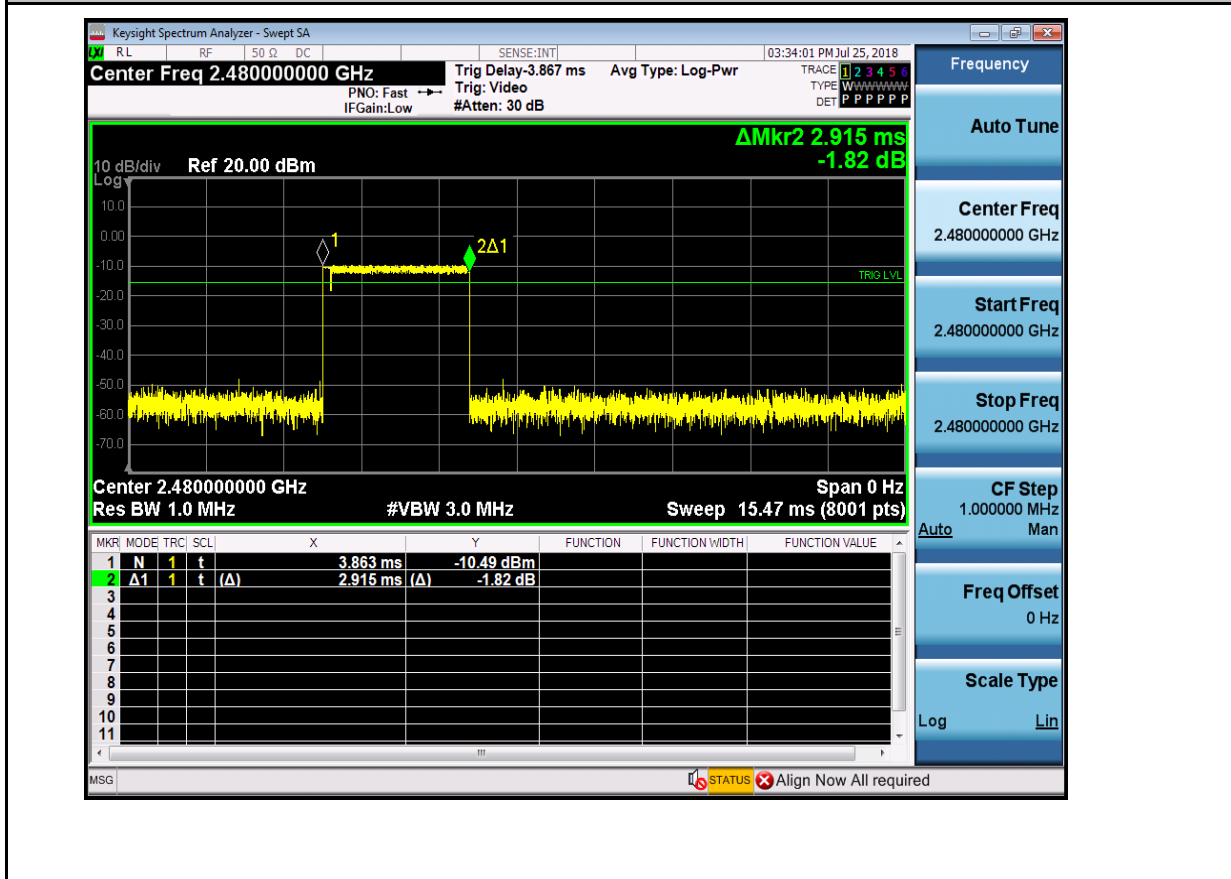 Keysight Spectrum Analyzer - Swept SA
LXI RL RF 50 Ω DC SENSE:INT 03:34:01 PM Jul 25, 2018
Center Freq 2.480000000 GHz
PNO: Fast
IFGain:Low
Trig Delay-3.867 ms
Trig: Video
#Atten: 30 dB
Avg Type: Log-Pwr
TRACE 1 2 3 4 5 6
TYPE WWWWWW
DET P P P P P P
ΔMkr2 2.915 ms
-1.82 dB
10 dB/div Ref 20.00 dBm
Log
10.0
0.00
-10.0
-20.0
-30.0
-40.0
-50.0
-60.0
-70.0
1
2Δ1
TRIG LVL
Center 2.480000000 GHz Span 0 Hz
Res BW 1.0 MHz #VBW 3.0 MHz Sweep 15.47 ms (8001 pts)
MKR MODE TRC SCL X Y FUNCTION FUNCTION WIDTH FUNCTION VALUE
1 N 1 t 3.863 ms -10.49 dBm
2 Δ1 1 t (Δ) 2.915 ms (Δ) -1.82 dB
3
4
5
6
7
8
9
10
11
MSG STATUS Align Now All required
Frequency
Auto Tune
Center Freq
2.480000000 GHz
Start Freq
2.480000000 GHz
Stop Freq
2.480000000 GHz
CF Step
1.000000 MHz
Auto Man
Freq Offset
0 Hz
Scale Type
Log Lin